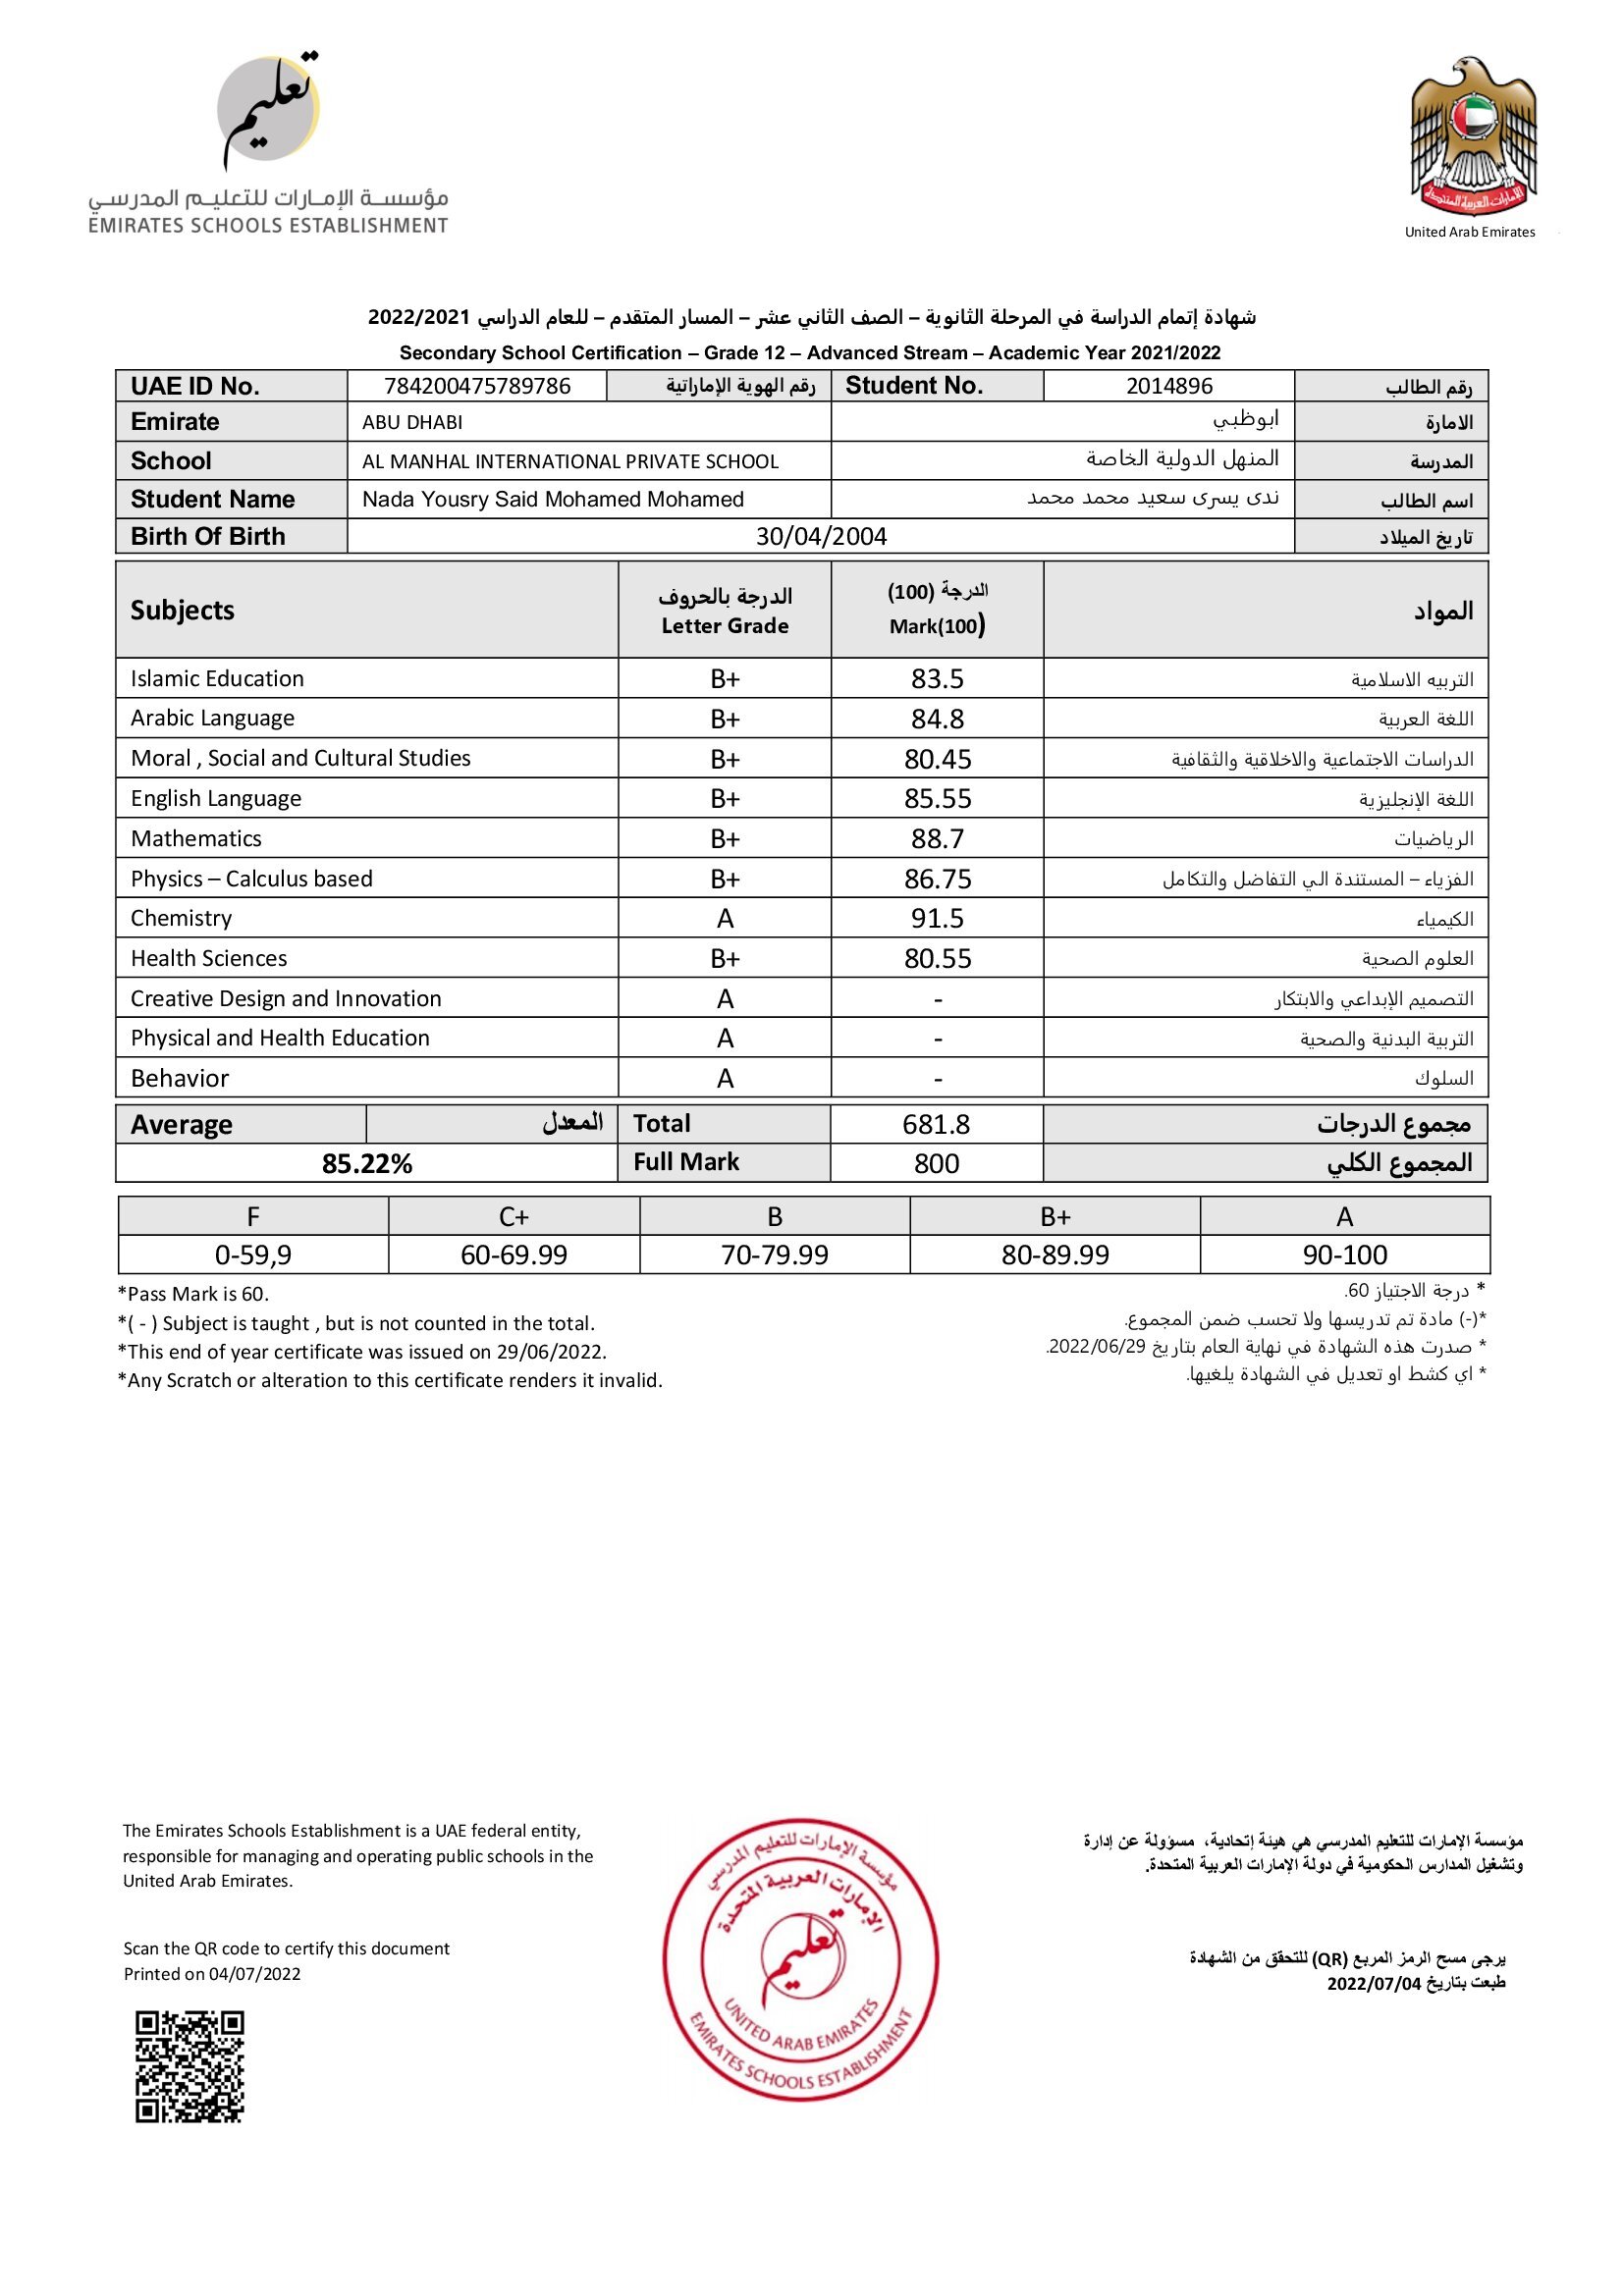 تعليم
مؤسسة الإمارات للتعليم المدرسي
EMIRATES SCHOOLS ESTABLISHMENT
الإمارات العربية المتحدة
United Arab Emirates
شهادة إتمام الدراسة في المرحلة الثانوية – الصف الثاني عشر – المسار المتقدم – للعام الدراسي 2022/2021
Secondary School Certification – Grade 12 – Advanced Stream – Academic Year 2021/2022
UAE ID No. 784200475789786 رقم الهوية الإماراتية Student No. 2014896 رقم الطالب
Emirate ABU DHABI ابوظبي الامارة
School AL MANHAL INTERNATIONAL PRIVATE SCHOOL المنهل الدولية الخاصة المدرسة
Student Name Nada Yousry Said Mohamed Mohamed ندى يسرى سعيد محمد محمد اسم الطالب
Birth Of Birth 30/04/2004 تاريخ الميلاد
Subjects الدرجة بالحروف Letter Grade الدرجة (100) Mark(100) المواد
Islamic Education B+ 83.5 التربيه الاسلامية
Arabic Language B+ 84.8 اللغة العربية
Moral , Social and Cultural Studies B+ 80.45 الدراسات الاجتماعية والاخلاقية والثقافية
English Language B+ 85.55 اللغة الإنجليزية
Mathematics B+ 88.7 الرياضيات
Physics – Calculus based B+ 86.75 الفزياء – المستندة الي التفاضل والتكامل
Chemistry A 91.5 الكيمياء
Health Sciences B+ 80.55 العلوم الصحية
Creative Design and Innovation A - التصميم الإبداعي والابتكار
Physical and Health Education A - التربية البدنية والصحية
Behavior A - السلوك
Average المعدل Total 681.8 مجموع الدرجات
85.22% Full Mark 800 المجموع الكلي
F C+ B B+ A
0-59,9 60-69.99 70-79.99 80-89.99 90-100
*Pass Mark is 60.
*( - ) Subject is taught , but is not counted in the total.
*This end of year certificate was issued on 29/06/2022.
*Any Scratch or alteration to this certificate renders it invalid.
* درجة الاجتياز 60.
*(-) مادة تم تدريسها ولا تحسب ضمن المجموع.
* صدرت هذه الشهادة في نهاية العام بتاريخ 2022/06/29.
* اي كشط او تعديل في الشهادة يلغيها.
The Emirates Schools Establishment is a UAE federal entity,
responsible for managing and operating public schools in the
United Arab Emirates.
Scan the QR code to certify this document
Printed on 04/07/2022
مؤسسة الإمارات للتعليم المدرسي
الإمارات العربية المتحدة
تعليم
UNITED ARAB EMIRATES
EMIRATES SCHOOLS ESTABLISHMENT
مؤسسة الإمارات للتعليم المدرسي هي هيئة إتحادية، مسؤولة عن إدارة
وتشغيل المدارس الحكومية في دولة الإمارات العربية المتحدة.
يرجى مسح الرمز المربع (QR) للتحقق من الشهادة
طبعت بتاريخ 2022/07/04